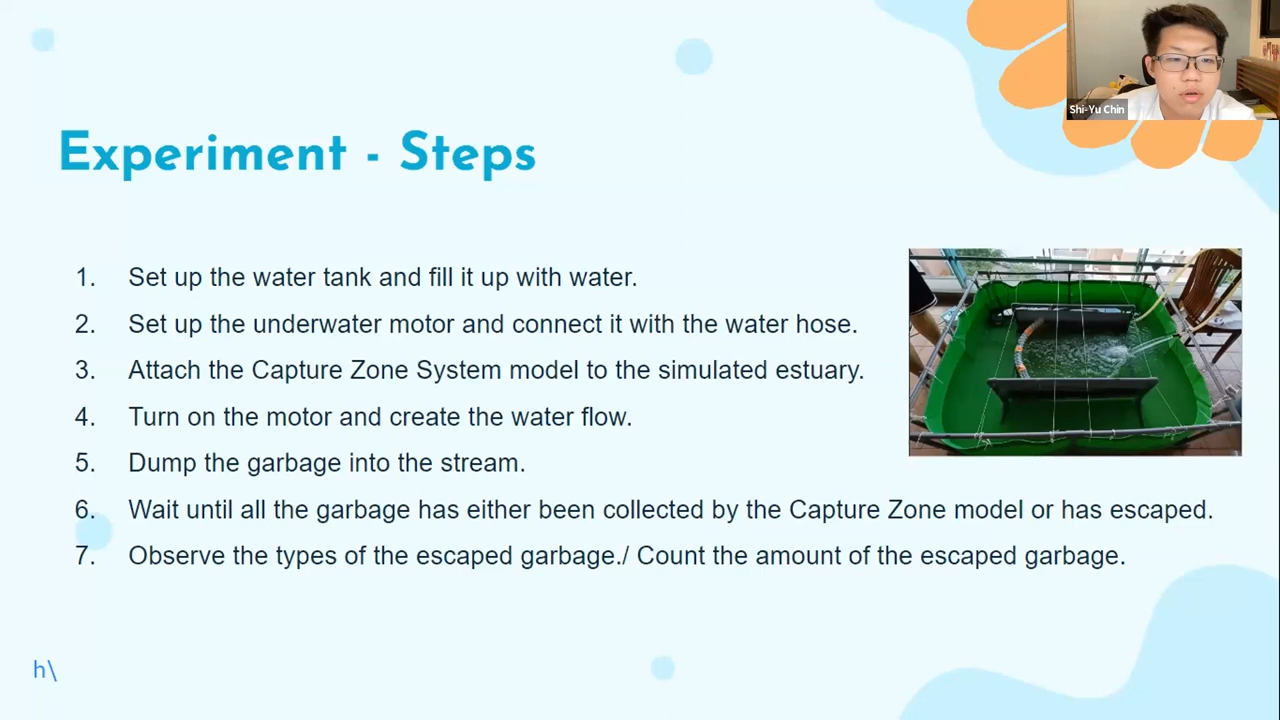 Shi-Yu Chin
Experiment - Steps
1. Set up the water tank and fill it up with water.
2. Set up the underwater motor and connect it with the water hose.
3. Attach the Capture Zone System model to the simulated estuary.
4. Turn on the motor and create the water flow.
5. Dump the garbage into the stream.
6. Wait until all the garbage has either been collected by the Capture Zone model or has escaped.
7. Observe the types of the escaped garbage./ Count the amount of the escaped garbage.
h\